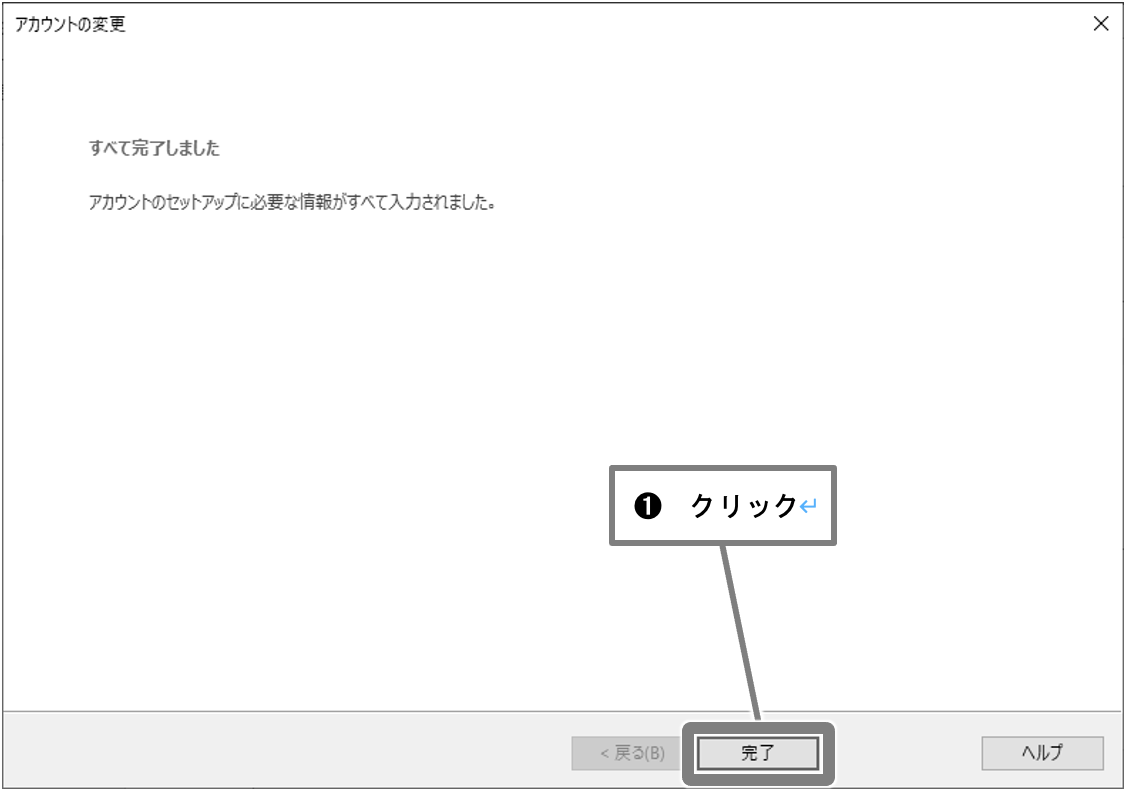 アカウントの変更
すべて完了しました
アカウントのセットアップに必要な情報がすべて入力されました。
❶　クリック↵
< 戻る(B)
完了
ヘルプ